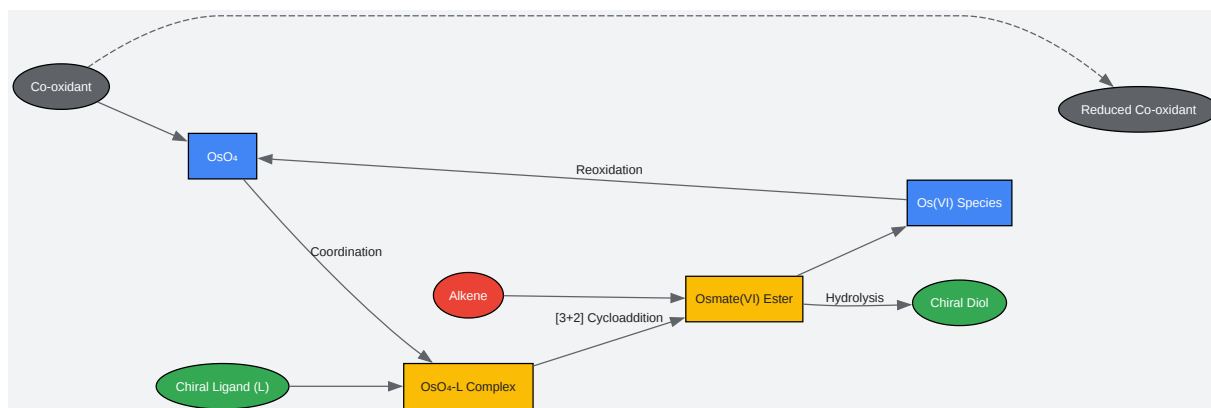 Co-oxidant
Reduced Co-oxidant
OsO₄
Reoxidation
Os(VI) Species
Coordination
Alkene
Osmate(VI) Ester
Hydrolysis
Chiral Diol
[3+2] Cycloaddition
Chiral Ligand (L)
OsO₄-L Complex